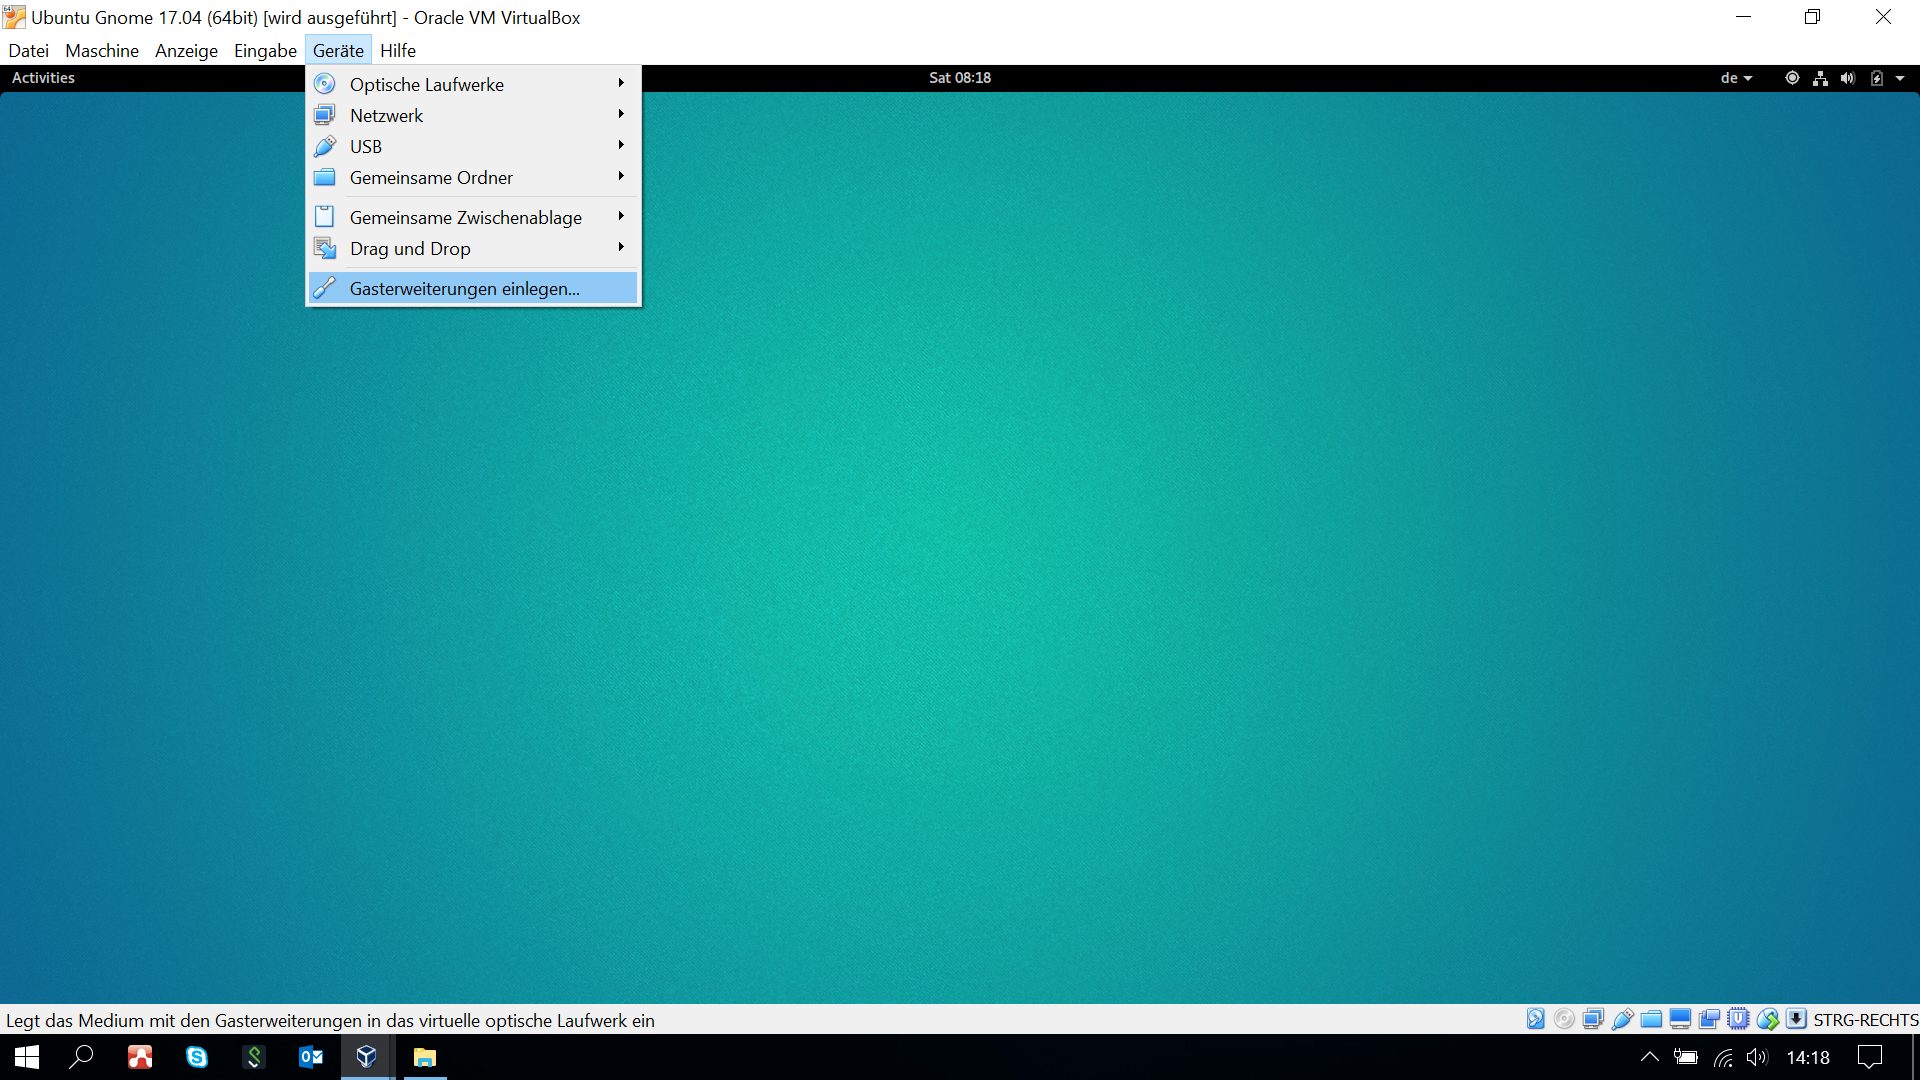 Ubuntu Gnome 17.04 (64bit) [wird ausgeführt] - Oracle VM VirtualBox
Datei Maschine Anzeige Eingabe Geräte Hilfe
Activities Sat 08:18 de
Optische Laufwerke
Netzwerk
USB
Gemeinsame Ordner
Gemeinsame Zwischenablage
Drag und Drop
Gasterweiterungen einlegen...
Legt das Medium mit den Gasterweiterungen in das virtuelle optische Laufwerk ein STRG-RECHTS
14:18